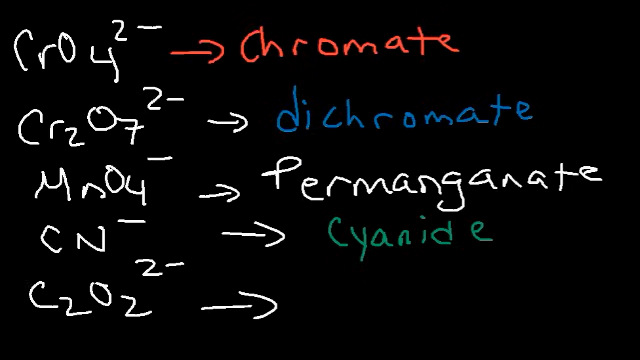 CrO4^2- → Chromate
Cr2O7^2- → dichromate
MnO4^- → Permanganate
CN^- → Cyanide
C2O2^2- →